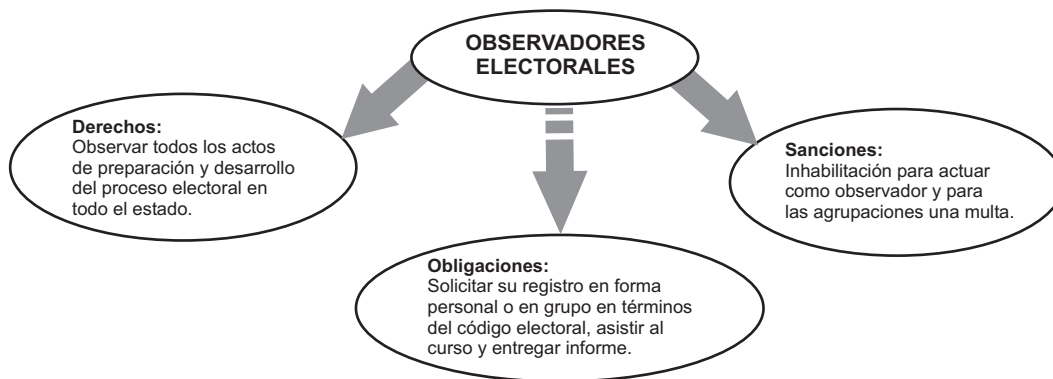 OBSERVADORES
ELECTORALES
Derechos:
Observar todos los actos
de preparación y desarrollo
del proceso electoral en
todo el estado.
Obligaciones:
Solicitar su registro en forma
personal o en grupo en términos
del código electoral, asistir al
curso y entregar informe.
Sanciones:
Inhabilitación para actuar
como observador y para
las agrupaciones una multa.